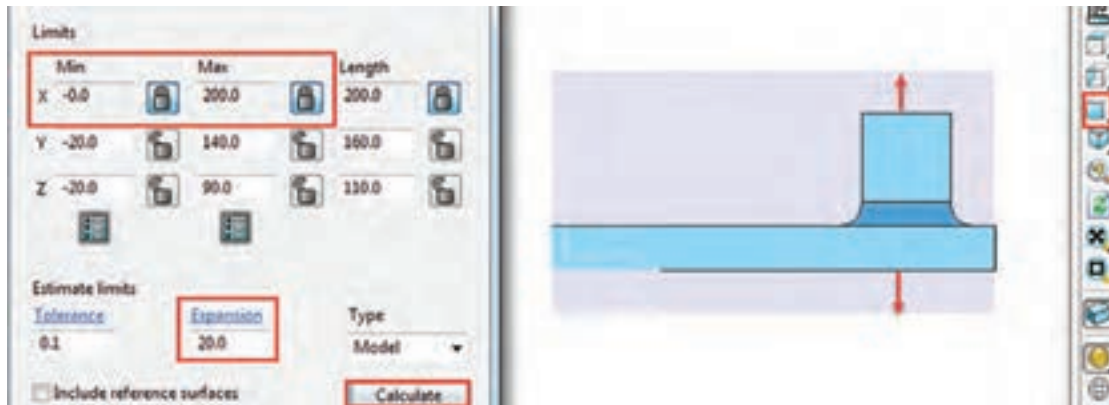 Limits
Min Max Length
X -0.0 200.0 200.0
Y -20.0 140.0 160.0
Z -20.0 90.0 110.0
Estimate limits
Tolerance Expansion Type
0.1 20.0 Model
Include reference surfaces Calculate